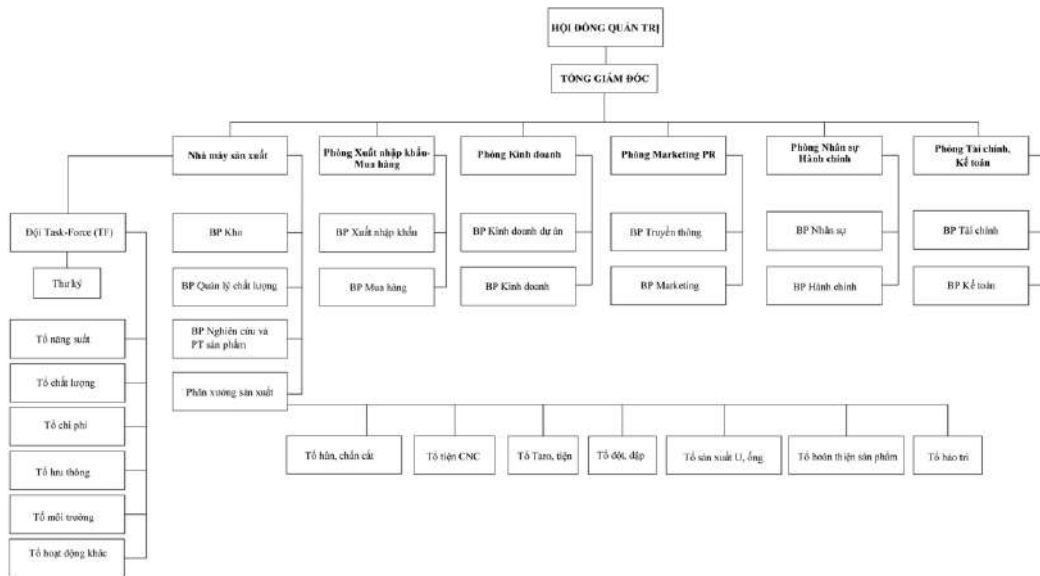 HỘI ĐỒNG QUẢN TRỊ
TỔNG GIÁM ĐỐC
Nhà máy sản xuất
Phòng Xuất nhập khẩu-
Mua hàng
Phòng Kinh doanh
Phòng Marketing PR
Phòng Nhân sự
Hành chính
Phòng Tài chính,
Kế toán
Đội Task-Force (TF)
BP Kho
BP Xuất nhập khẩu
BP Kinh doanh dự án
BP Truyền thông
BP Nhân sự
BP Tài chính
Thư ký
BP Quản lý chất lượng
BP Mua hàng
BP Kinh doanh
BP Marketing
BP Hành chính
BP Kế toán
Tổ năng suất
BP Nghiên cứu và
PT sản phẩm
Tổ chất lượng
Phân xưởng sản xuất
Tổ chi phí
Tổ hàn, chấn cắt
Tổ tiện CNC
Tổ Taro, tiện
Tổ đột, dập
Tổ sản xuất U, ống
Tổ hoàn thiện sản phẩm
Tổ bảo trì
Tổ lưu thông
Tổ môi trường
Tổ hoạt động khác